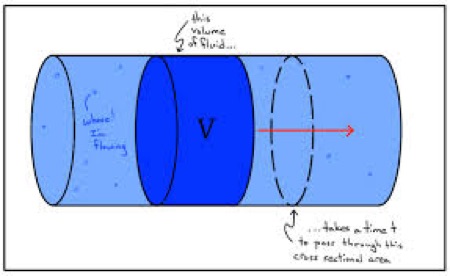 this
volume
of fluid...
whee!
I'm
flowing
V
...takes a time t
to pass through this
cross sectional area